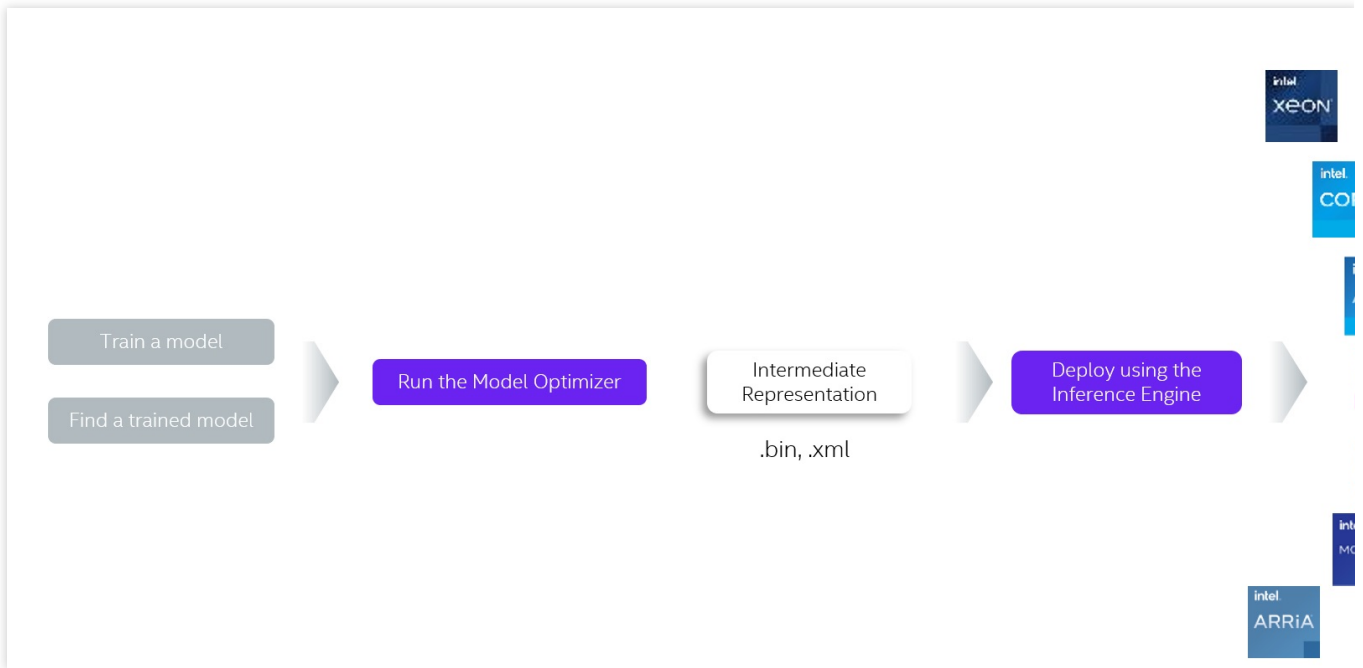 Train a model
Find a trained model
Run the Model Optimizer
Intermediate
Representation
.bin, .xml
Deploy using the
Inference Engine
intel
XEON
intel.
intel.
ARRiA